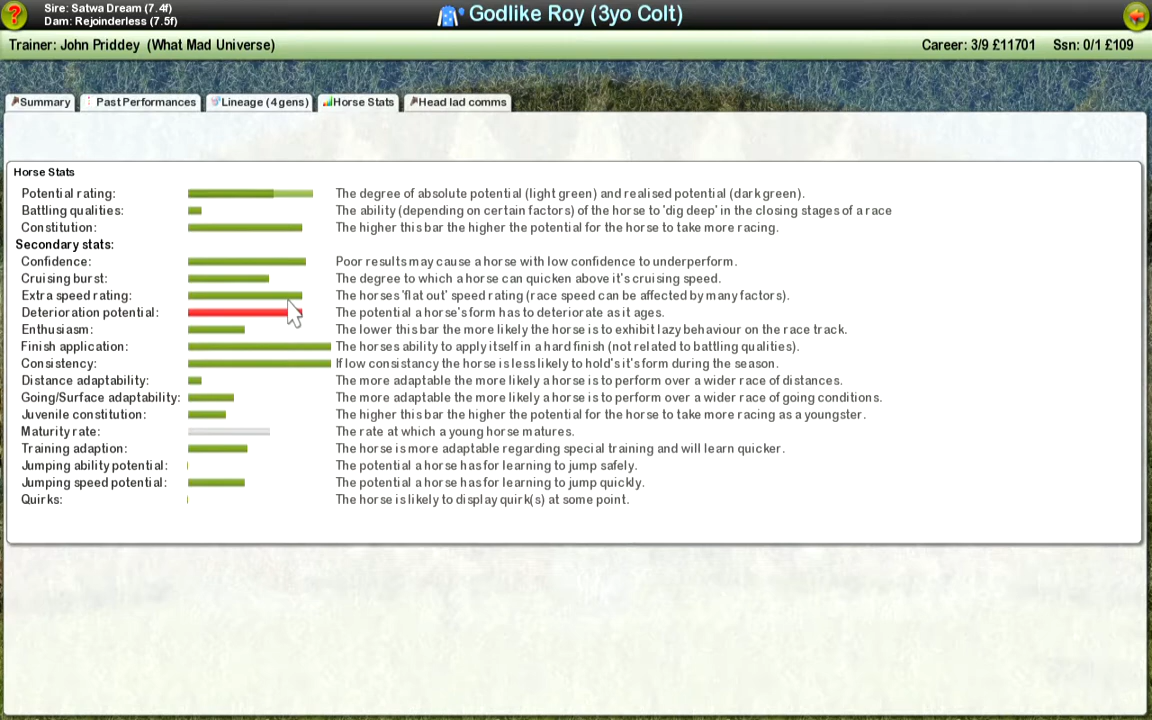 Sire: Satwa Dream (7.4f)
Dam: Rejoinderless (7.5f)
Godlike Roy (3yo Colt)
Trainer: John Priddey (What Mad Universe)
Career: 3/9 £11701 Ssn: 0/1 £109
Summary Past Performances Lineage (4 gens) Horse Stats Head lad comms
Horse Stats
Potential rating: The degree of absolute potential (light green) and realised potential (dark green).
Battling qualities: The ability (depending on certain factors) of the horse to 'dig deep' in the closing stages of a race
Constitution: The higher this bar the higher the potential for the horse to take more racing.
Secondary stats:
Confidence: Poor results may cause a horse with low confidence to underperform.
Cruising burst: The degree to which a horse can quicken above it's cruising speed.
Extra speed rating: The horses 'flat out' speed rating (race speed can be affected by many factors).
Deterioration potential: The potential a horse's form has to deteriorate as it ages.
Enthusiasm: The lower this bar the more likely the horse is to exhibit lazy behaviour on the race track.
Finish application: The horses ability to apply itself in a hard finish (not related to battling qualities).
Consistency: If low consistancy the horse is less likely to hold's it's form during the season.
Distance adaptability: The more adaptable the more likely a horse is to perform over a wider race of distances.
Going/Surface adaptability: The more adaptable the more likely a horse is to perform over a wider race of going conditions.
Juvenile constitution: The higher this bar the higher the potential for the horse to take more racing as a youngster.
Maturity rate: The rate at which a young horse matures.
Training adaption: The horse is more adaptable regarding special training and will learn quicker.
Jumping ability potential: The potential a horse has for learning to jump safely.
Jumping speed potential: The potential a horse has for learning to jump quickly.
Quirks: The horse is likely to display quirk(s) at some point.